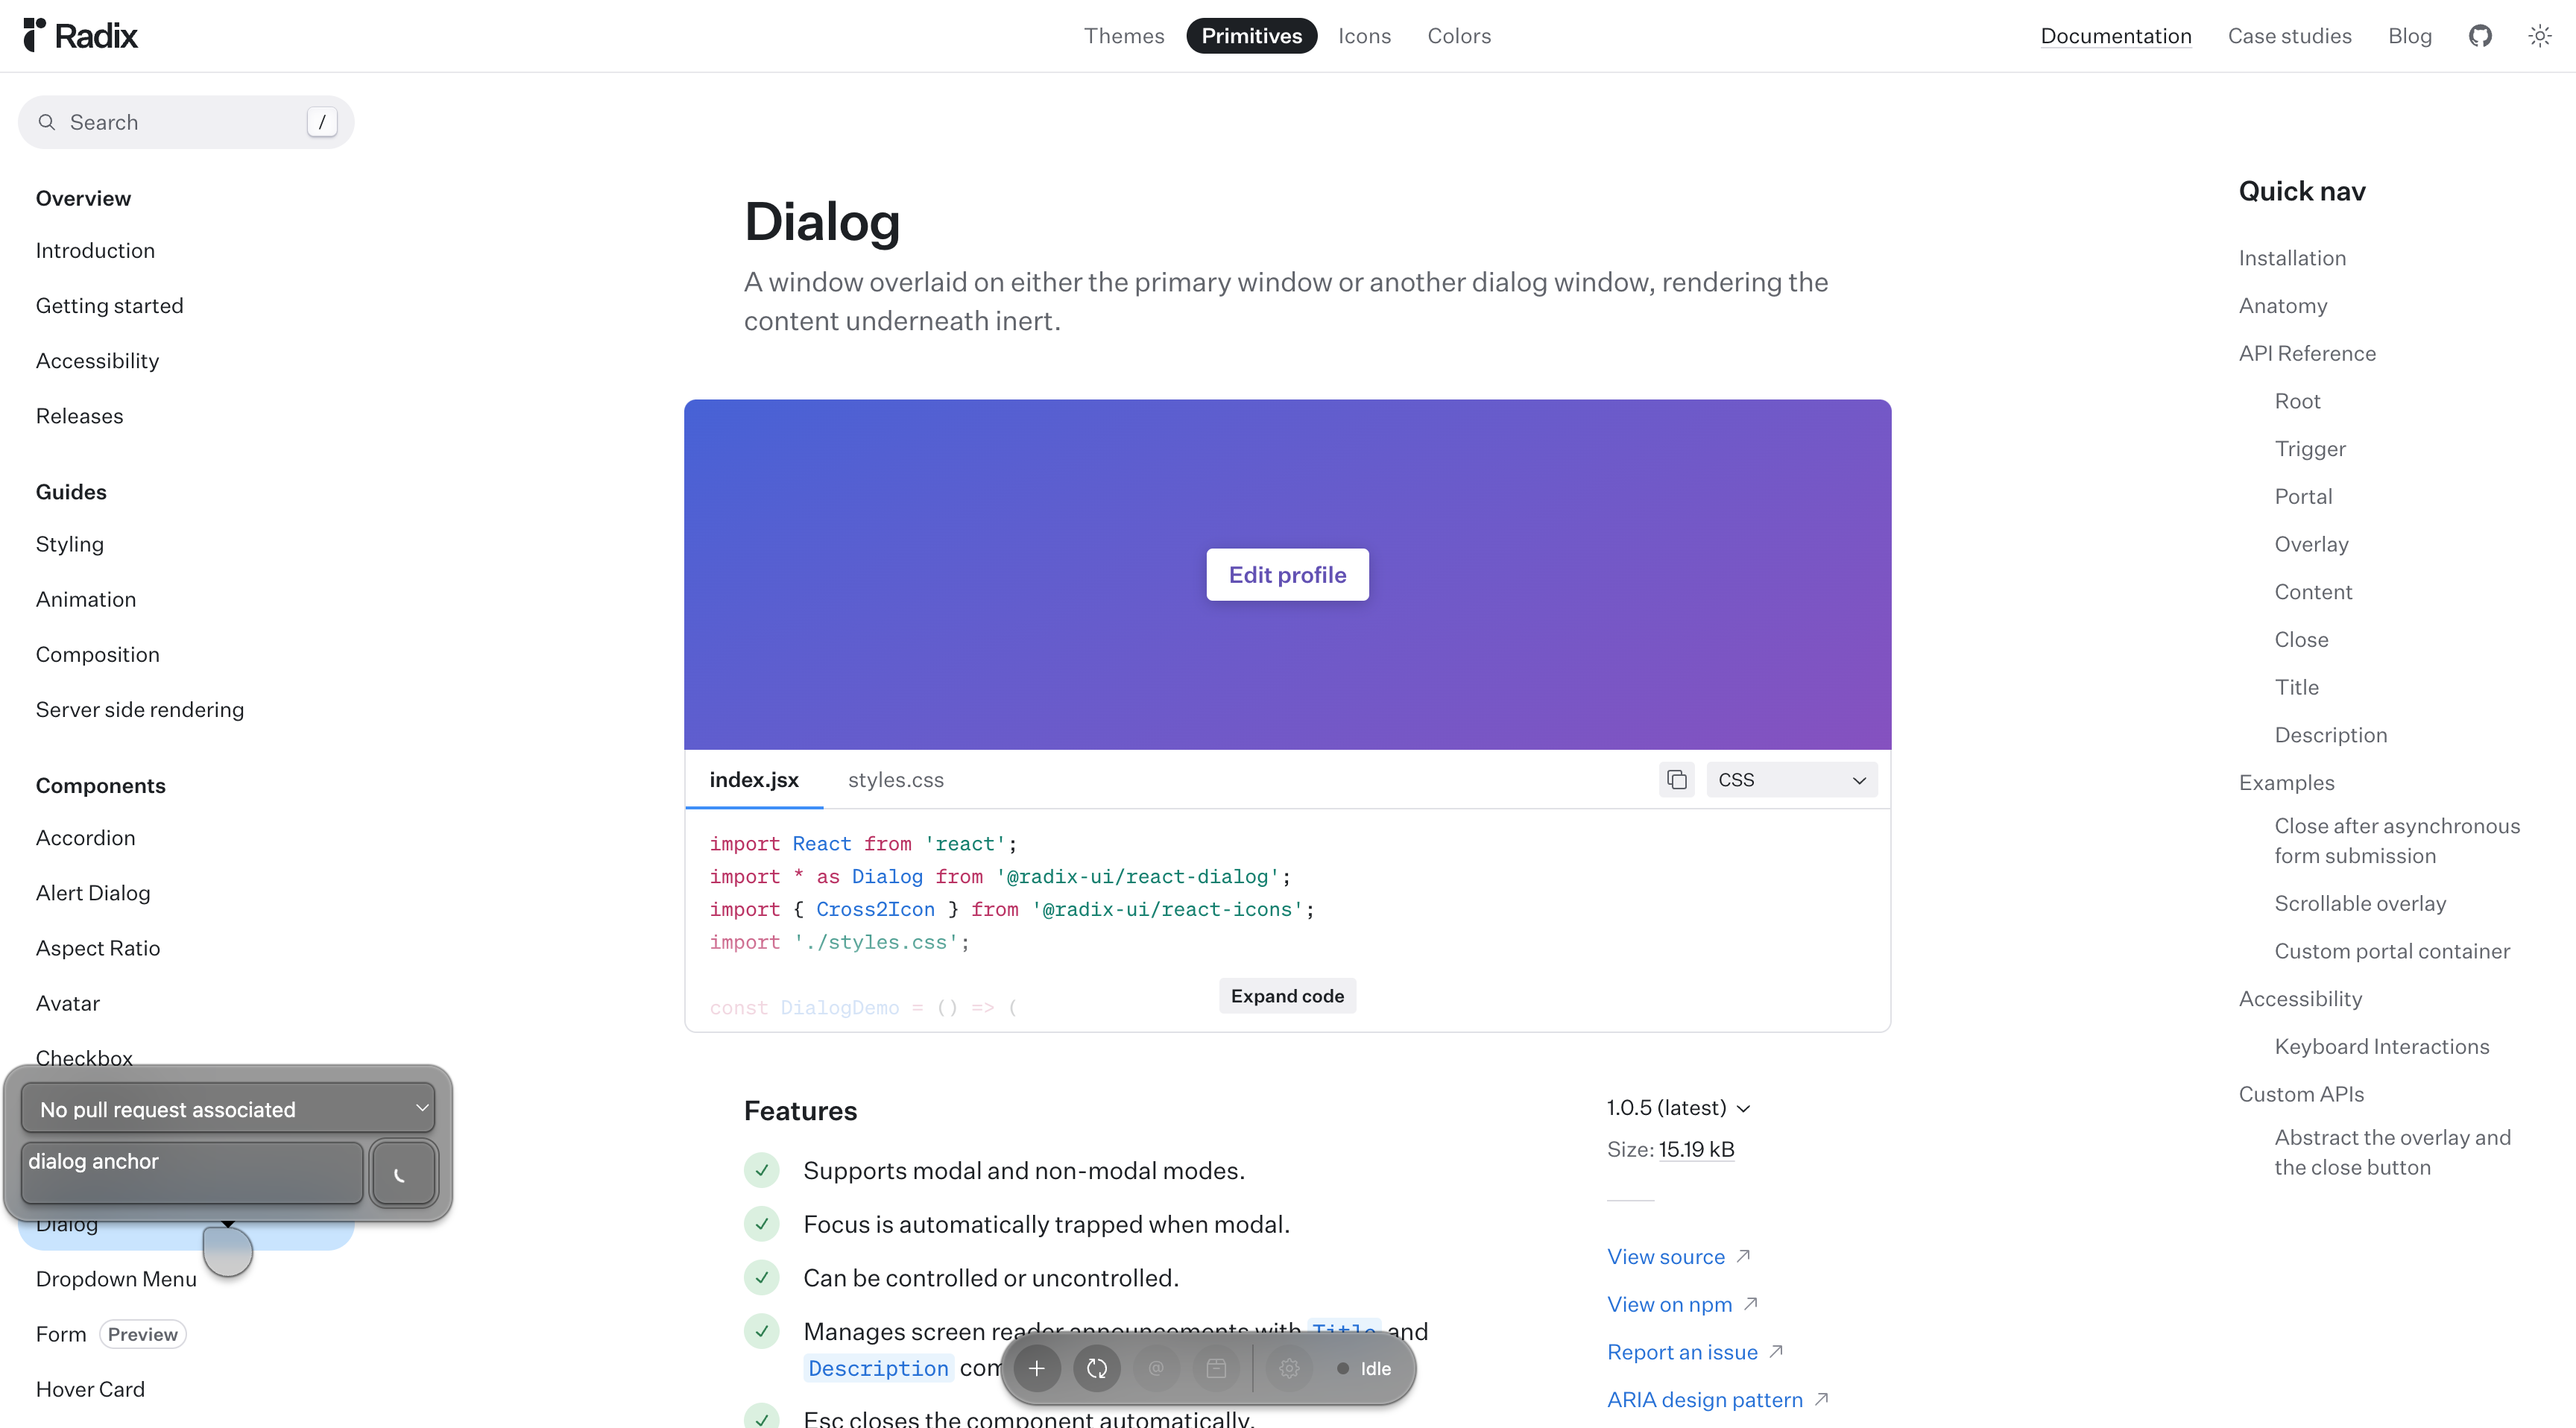 Radix
Themes
Primitives
Icons
Colors
Documentation
Case studies
Blog
Search
/
Overview
Introduction
Getting started
Accessibility
Releases
Guides
Styling
Animation
Composition
Server side rendering
Components
Accordion
Alert Dialog
Aspect Ratio
Avatar
Checkbox
No pull request associated
dialog anchor
Dialog
Dropdown Menu
Form Preview
Hover Card
Dialog
A window overlaid on either the primary window or another dialog window, rendering the
content underneath inert.
Edit profile
index.jsx
styles.css
CSS
import React from 'react';
import * as Dialog from '@radix-ui/react-dialog';
import { Cross2Icon } from '@radix-ui/react-icons';
import './styles.css';
const DialogDemo = () => (
Expand code
Features
Supports modal and non-modal modes.
Focus is automatically trapped when modal.
Can be controlled or uncontrolled.
Manages screen reader announcements with Title and
Description com
Esc closes the component automatically.
Idle
1.0.5 (latest)
Size: 15.19 kB
View source
View on npm
Report an issue
ARIA design pattern
Quick nav
Installation
Anatomy
API Reference
Root
Trigger
Portal
Overlay
Content
Close
Title
Description
Examples
Close after asynchronous
form submission
Scrollable overlay
Custom portal container
Accessibility
Keyboard Interactions
Custom APIs
Abstract the overlay and
the close button